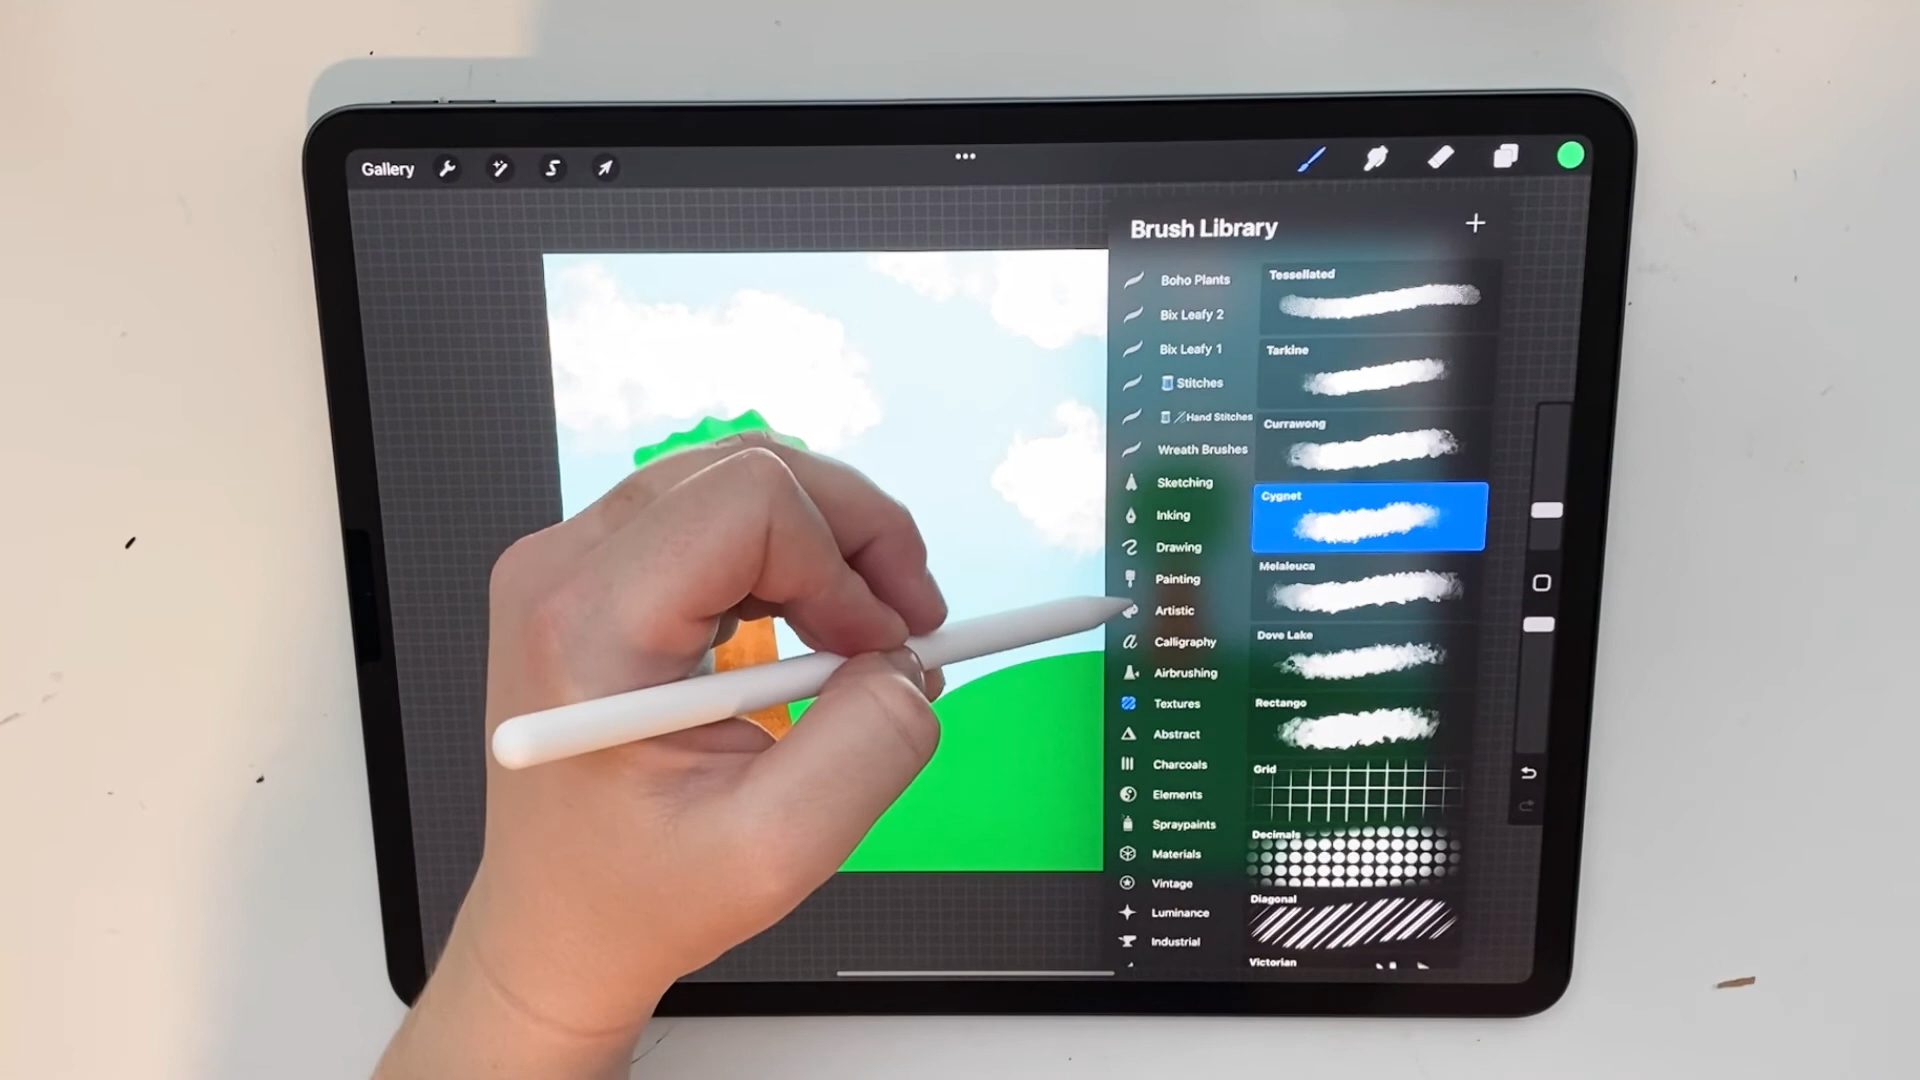 Gallery
Brush Library
Boho Plants
Bix Leafy 2
Bix Leafy 1
Stitches
Hand Stitches
Wreath Brushes
Sketching
Inking
Drawing
Painting
Artistic
Calligraphy
Airbrushing
Textures
Abstract
Charcoals
Elements
Spraypaints
Materials
Vintage
Luminance
Industrial
Tessellated
Tarkine
Currawong
Cygnet
Melaleuca
Dove Lake
Rectango
Grid
Decimals
Diagonal
Victorian